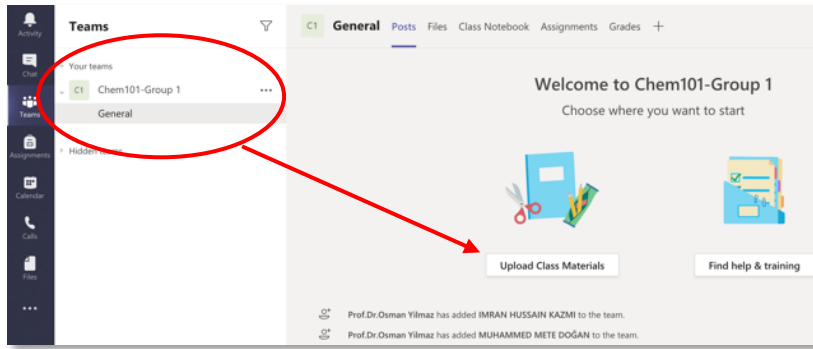 Activity
Chat
Teams
Assignments
Calendar
Calls
Files
Teams
Your teams
C1 Chem101-Group 1
General
Hidden teams
C1 General Posts Files Class Notebook Assignments Grades
Welcome to Chem101-Group 1
Choose where you want to start
Upload Class Materials
Find help & training
Prof.Dr.Osman Yilmaz has added IMRAN HUSSAIN KAZMI to the team.
Prof.Dr.Osman Yilmaz has added MUHAMMED METE DOĞAN to the team.